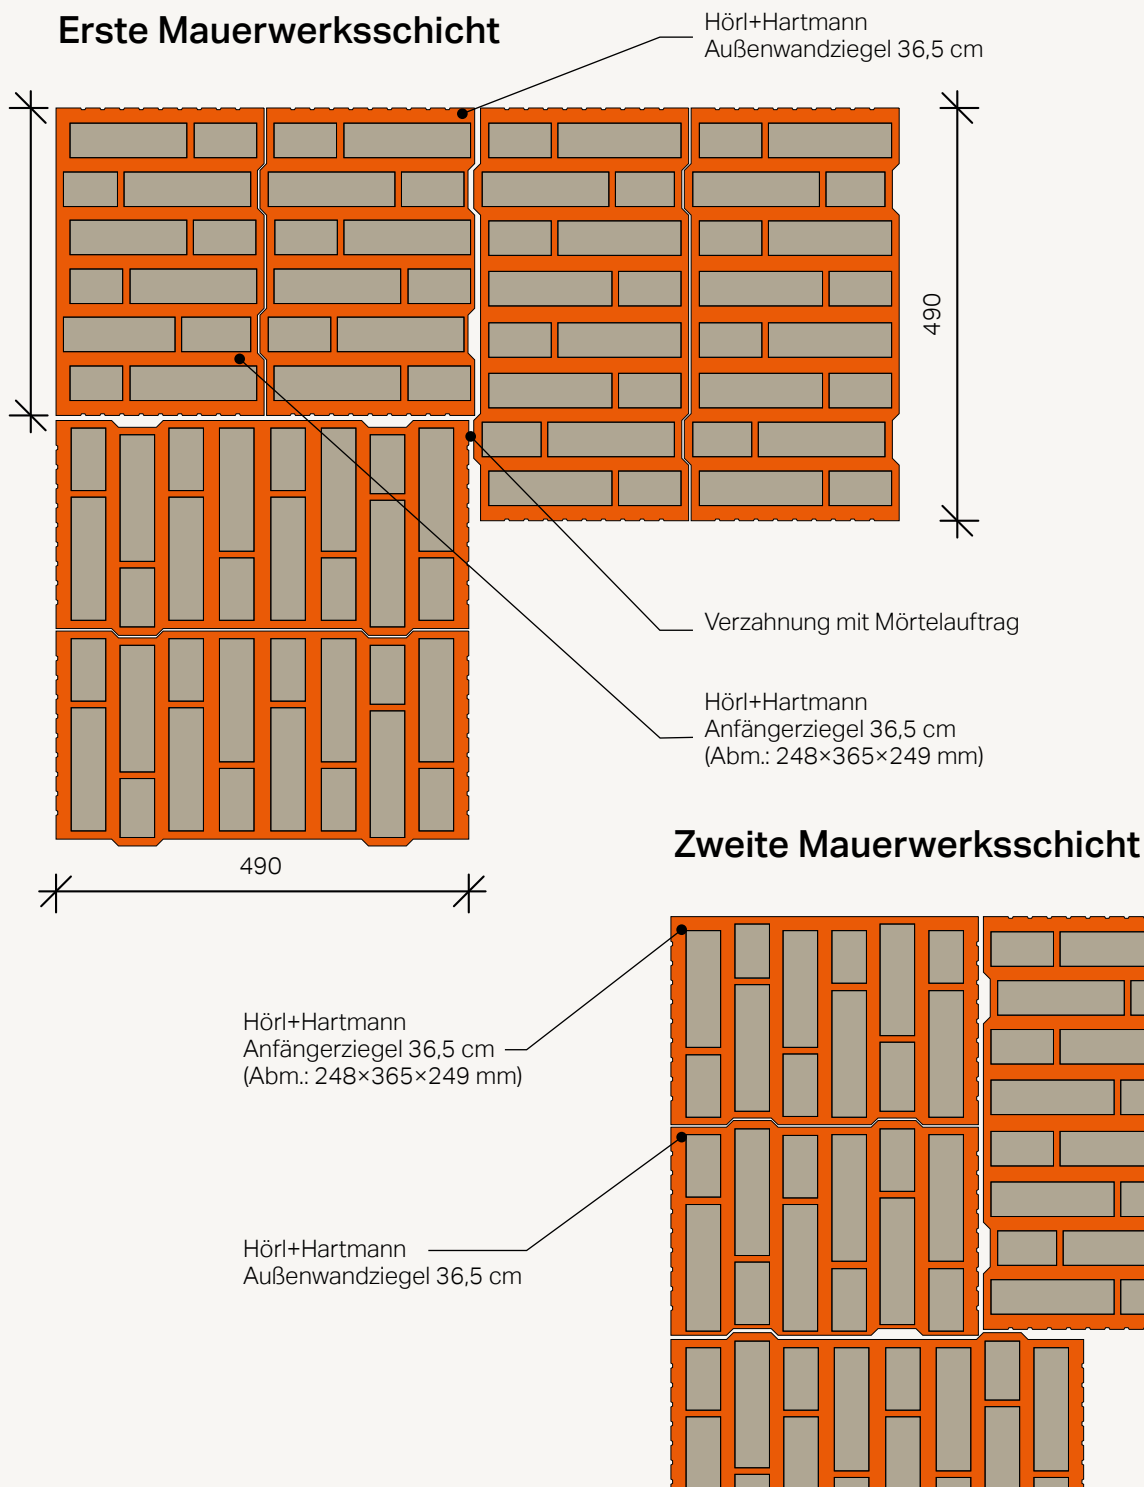 Erste Mauerwerksschicht
Hörl+Hartmann
Außenwandziegel 36,5 cm
490
Verzahnung mit Mörtelauftrag
Hörl+Hartmann
Anfängerziegel 36,5 cm
(Abm.: 248×365×249 mm)
490
Zweite Mauerwerksschicht
Hörl+Hartmann
Anfängerziegel 36,5 cm
(Abm.: 248×365×249 mm)
Hörl+Hartmann
Außenwandziegel 36,5 cm